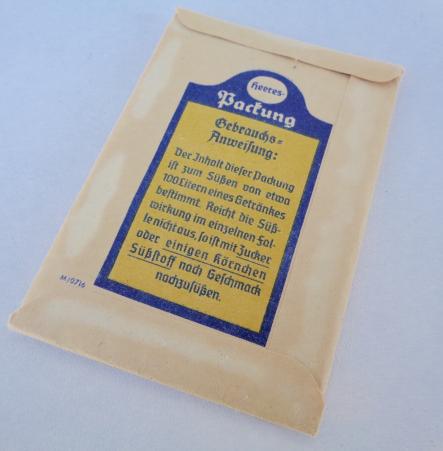 Heeres-
Packung
Gebrauchs-
Anweisung:
Der Inhalt dieser Packung
ist zum Süßen von etwa
100 Litern eines Getränkes
bestimmt. Reicht die Süß-
wirkung im einzelnen Fal-
le nicht aus, so ist mit Zucker
oder einigen Körnchen
Süßstoff nach Geschmack
nachzusüßen.
M/0716